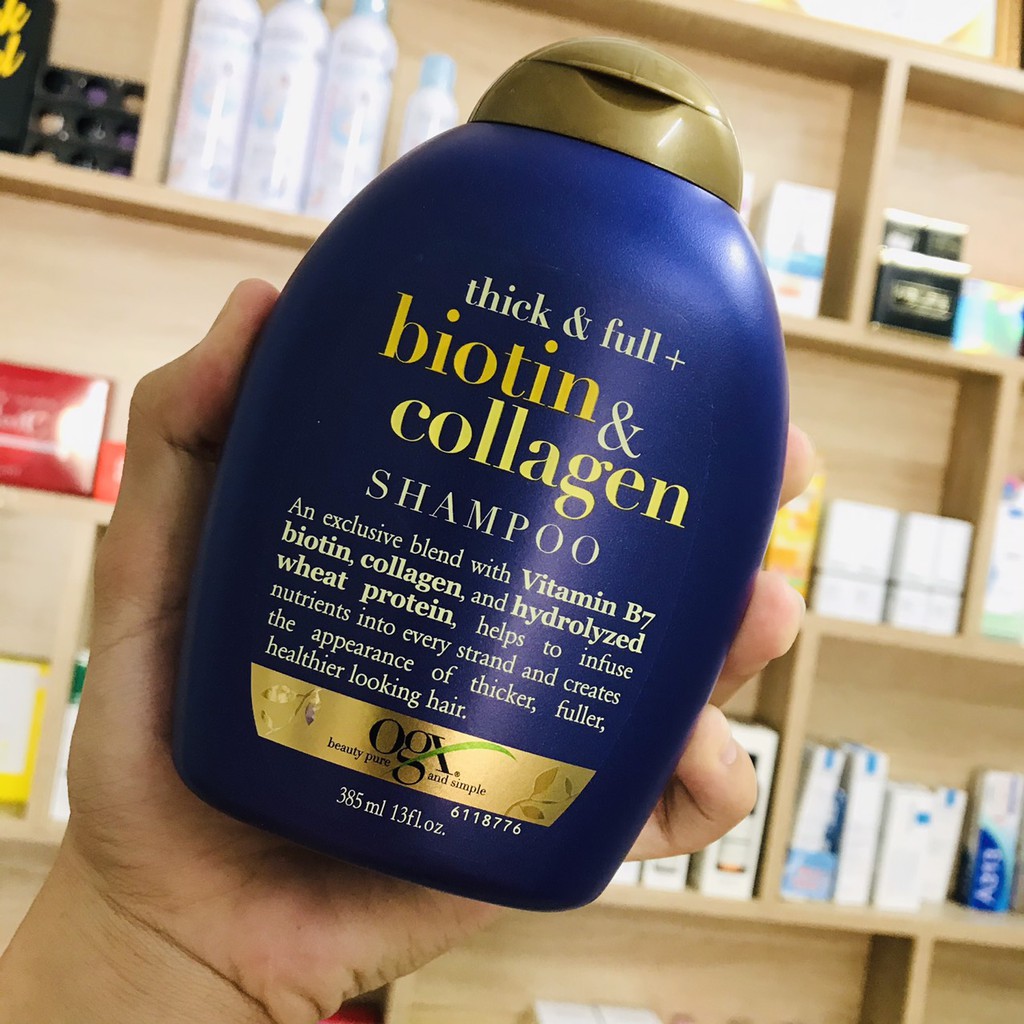 thick & full +
biotin &
collagen
SHAMPOO
An exclusive blend with Vitamin B7
biotin, collagen, and hydrolyzed
wheat protein, helps to infuse
nutrients into every strand and creates
the appearance of thicker, fuller,
healthier looking hair.
ogx®
beauty pure and simple
385 ml 13fl. oz.
6118776